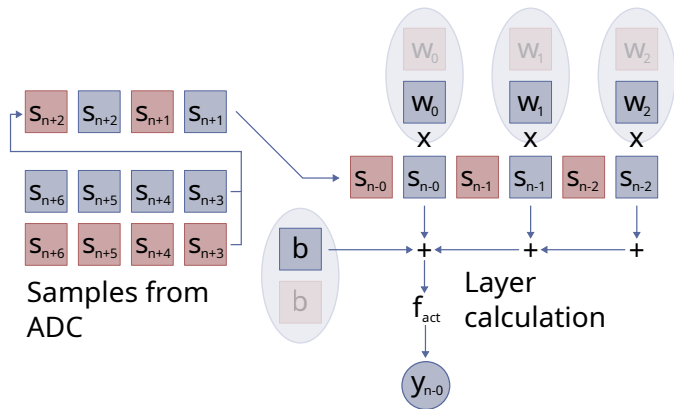 w₀ w₁ w₂
w₀ w₁ w₂
x x x
sₙ₊₂ sₙ₊₂ sₙ₊₁ sₙ₊₁
sₙ₋₀ sₙ₋₀ sₙ₋₁ sₙ₋₁ sₙ₋₂ sₙ₋₂
sₙ₊₆ sₙ₊₅ sₙ₊₄ sₙ₊₃
sₙ₊₆ sₙ₊₅ sₙ₊₄ sₙ₊₃
Samples from
ADC
b + + +
b
f_act
Layer
calculation
yₙ₋₀